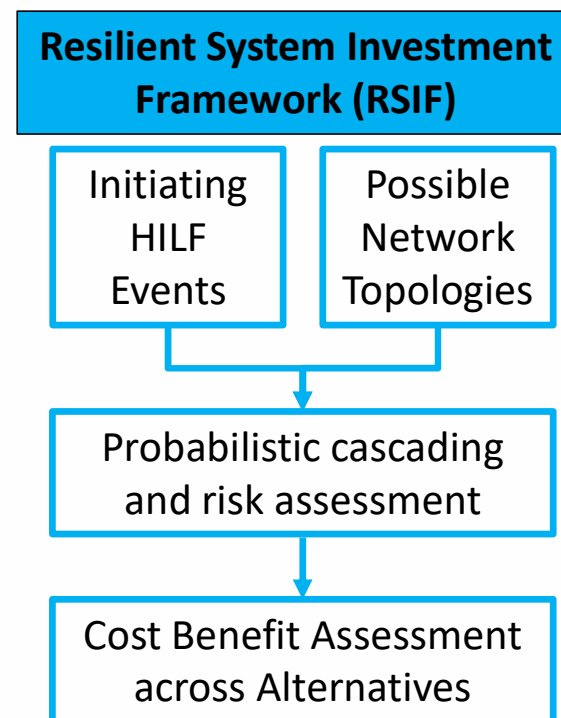 Resilient System Investment
Framework (RSIF)
Initiating
HILF
Events
Possible
Network
Topologies
Probabilistic cascading
and risk assessment
Cost Benefit Assessment
across Alternatives